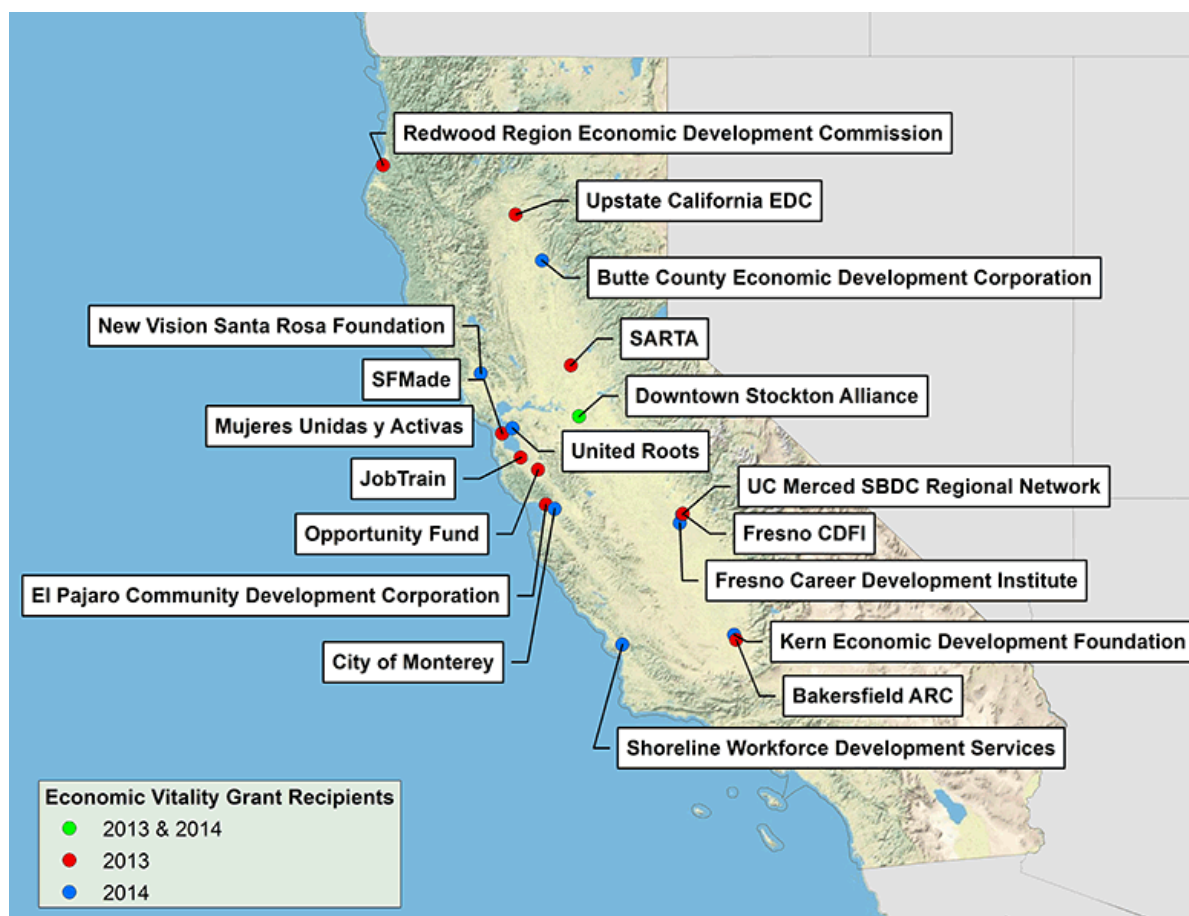 Redwood Region Economic Development Commission
Upstate California EDC
Butte County Economic Development Corporation
New Vision Santa Rosa Foundation
SARTA
SFMade
Downtown Stockton Alliance
Mujeres Unidas y Activas
United Roots
JobTrain
UC Merced SBDC Regional Network
Opportunity Fund
Fresno CDFI
Fresno Career Development Institute
El Pajaro Community Development Corporation
Kern Economic Development Foundation
City of Monterey
Bakersfield ARC
Shoreline Workforce Development Services
Economic Vitality Grant Recipients
2013 & 2014
2013
2014